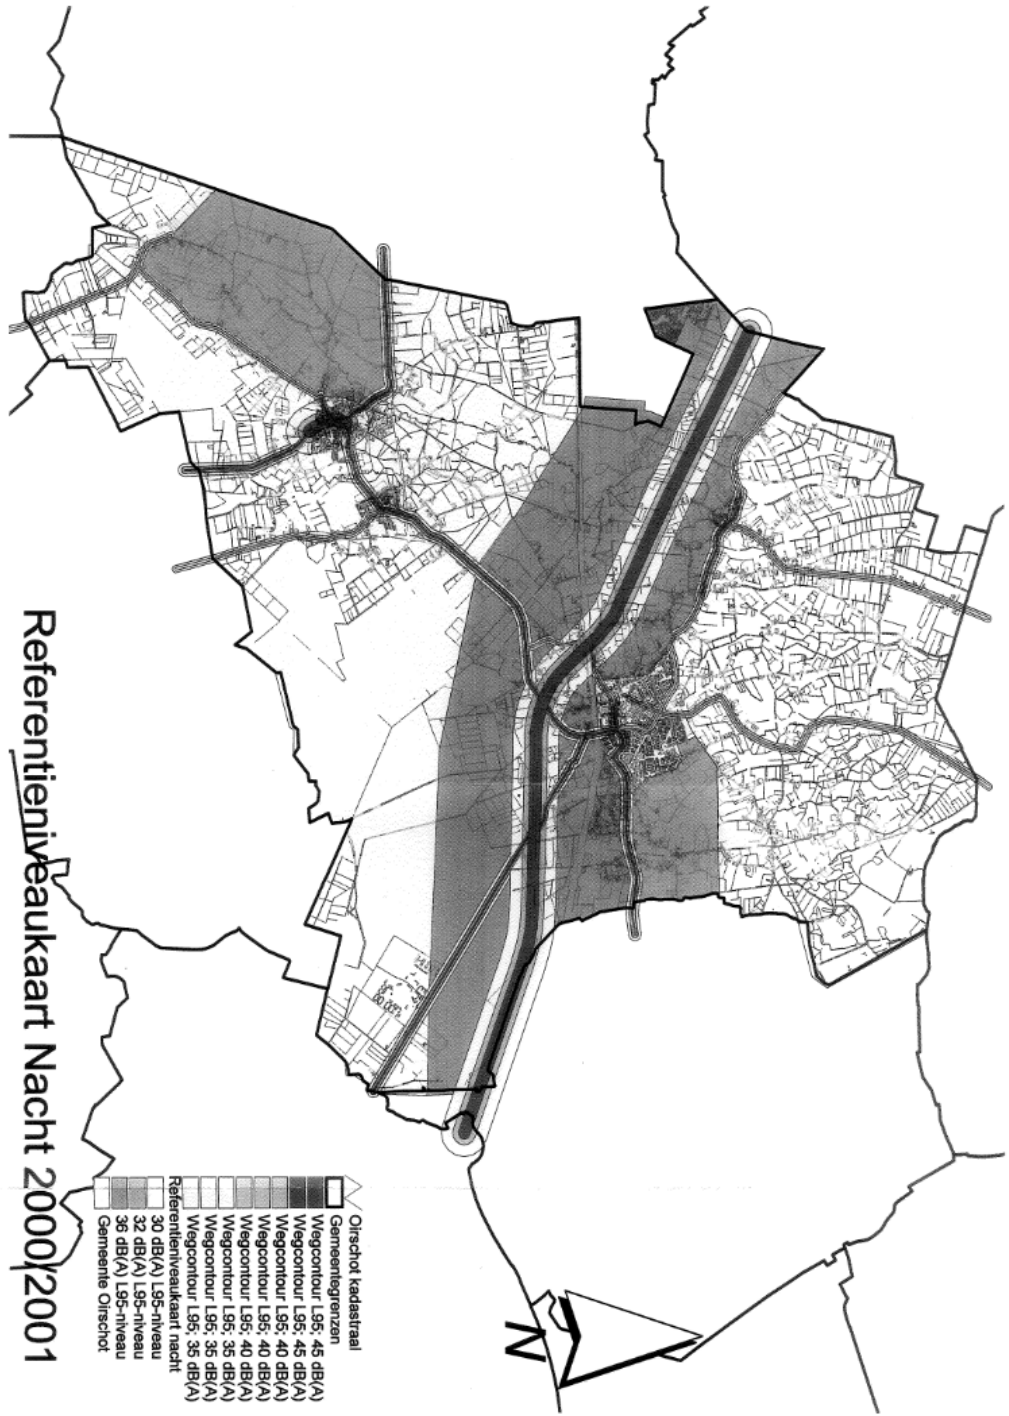 Referentieniveaukaart Nacht 2000/2001
Oirschot kadastraal
Gemeentegrenzen
Wegcontour L95; 45 dB(A)
Wegcontour L95; 45 dB(A)
Wegcontour L95; 40 dB(A)
Wegcontour L95; 40 dB(A)
Wegcontour L95; 40 dB(A)
Wegcontour L95; 35 dB(A)
Wegcontour L95; 35 dB(A)
Wegcontour L95; 35 dB(A)
Referentieniveaukaart nacht
30 dB(A) L95-niveau
32 dB(A) L95-niveau
36 dB(A) L95-niveau
Gemeente Oirschot
N